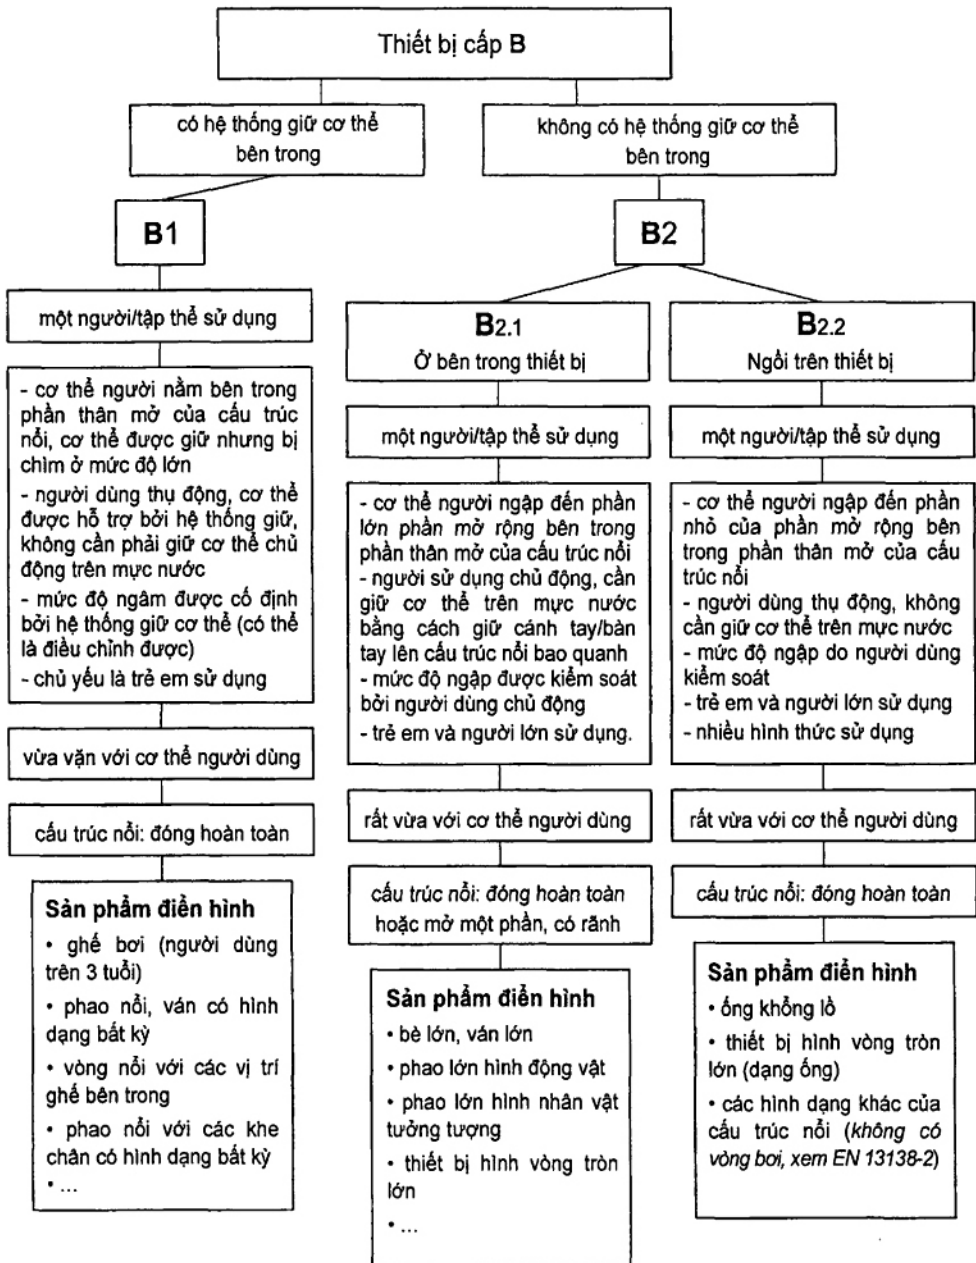 Thiết bị cấp B
có hệ thống giữ cơ thể
bên trong
không có hệ thống giữ cơ thể
bên trong
B1
B2
một người/tập thể sử dụng
- cơ thể người nằm bên trong
phần thân mở của cấu trúc
nổi, cơ thể được giữ nhưng bị
chìm ở mức độ lớn
- người dùng thụ động, cơ thể
được hỗ trợ bởi hệ thống giữ,
không cần phải giữ cơ thể chủ
động trên mực nước
- mức độ ngâm được cố định
bởi hệ thống giữ cơ thể (có thể
là điều chỉnh được)
- chủ yếu là trẻ em sử dụng
vừa vặn với cơ thể người dùng
cấu trúc nổi: đóng hoàn toàn
Sản phẩm điển hình
• ghế bơi (người dùng
trên 3 tuổi)
• phao nổi, ván có hình
dạng bất kỳ
• vòng nổi với các vị trí
ghế bên trong
• phao nổi với các khe
chân có hình dạng bất kỳ
• ...
B2.1
Ở bên trong thiết bị
một người/tập thể sử dụng
- cơ thể người ngập đến phần
lớn phần mở rộng bên trong
phần thân mở của cấu trúc nổi
- người sử dụng chủ động, cần
giữ cơ thể trên mực nước
bằng cách giữ cánh tay/bàn
tay lên cấu trúc nổi bao quanh
- mức độ ngập được kiểm soát
bởi người dùng chủ động
- trẻ em và người lớn sử dụng.
rất vừa với cơ thể người dùng
cấu trúc nổi: đóng hoàn toàn
hoặc mở một phần, có rãnh
Sản phẩm điển hình
• bè lớn, ván lớn
• phao lớn hình động vật
• phao lớn hình nhân vật
tưởng tượng
• thiết bị hình vòng tròn
lớn
• ...
B2.2
Ngồi trên thiết bị
một người/tập thể sử dụng
- cơ thể người ngập đến phần
nhỏ của phần mở rộng bên
trong phần thân mở của cấu
trúc nổi
- người dùng thụ động, không
cần giữ cơ thể trên mực nước
- mức độ ngập do người dùng
kiểm soát
- trẻ em và người lớn sử dụng
- nhiều hình thức sử dụng
rất vừa với cơ thể người dùng
cấu trúc nổi: đóng hoàn toàn
Sản phẩm điển hình
• ống khổng lồ
• thiết bị hình vòng tròn
lớn (dạng ống)
• các hình dạng khác của
cấu trúc nổi (không có
vòng bơi, xem EN 13138-2)